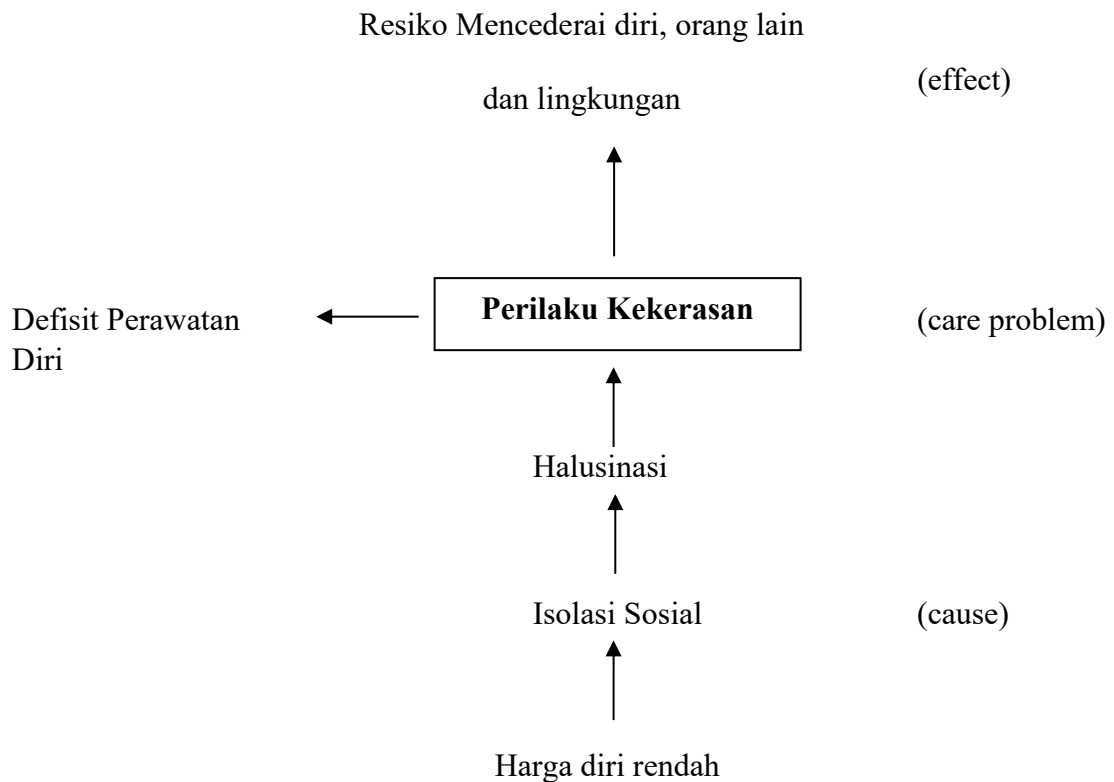 Resiko Mencederai diri, orang lain
dan lingkungan
(effect)
Perilaku Kekerasan
Defisit Perawatan
Diri
(care problem)
Halusinasi
Isolasi Sosial
(cause)
Harga diri rendah